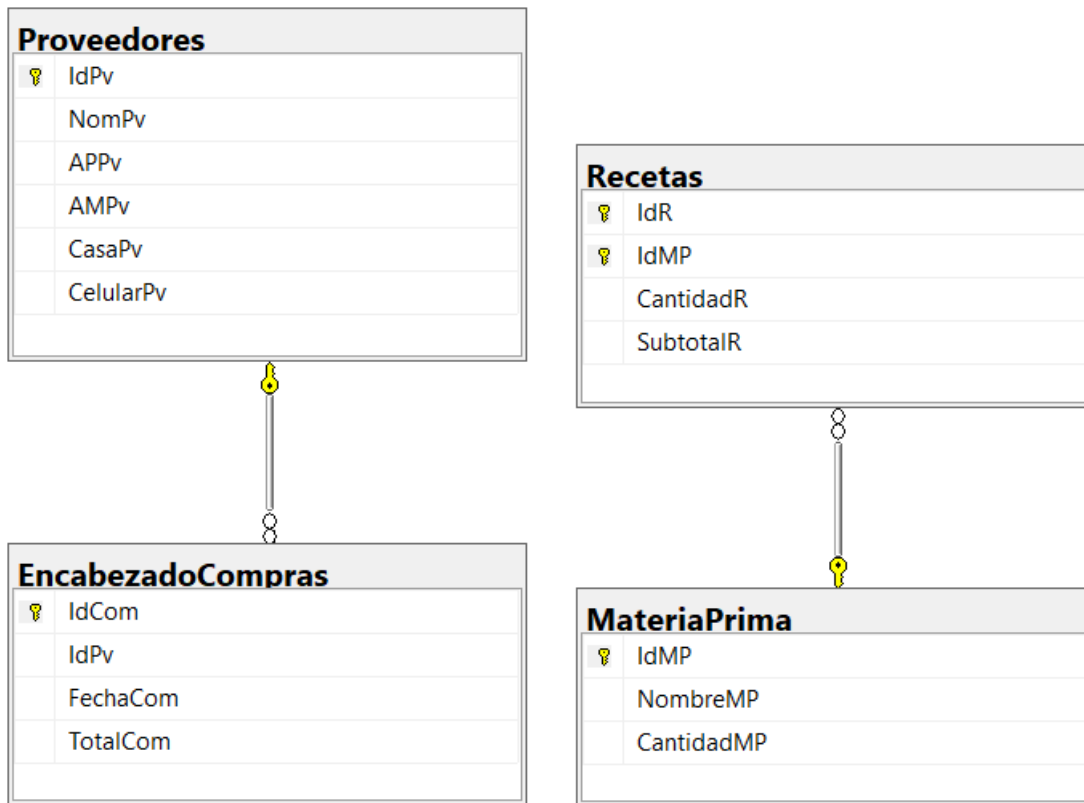 Proveedores
IdPv
NomPv
APPv
AMPv
CasaPv
CelularPv
Recetas
IdR
IdMP
CantidadR
SubtotalR
EncabezadoCompras
IdCom
IdPv
FechaCom
TotalCom
MateriaPrima
IdMP
NombreMP
CantidadMP